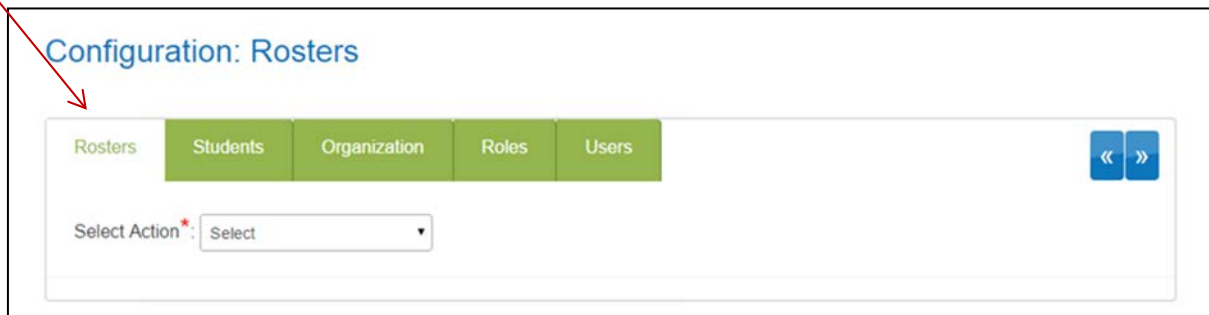 Configuration: Rosters
Rosters Students Organization Roles Users « »
Select Action*: Select